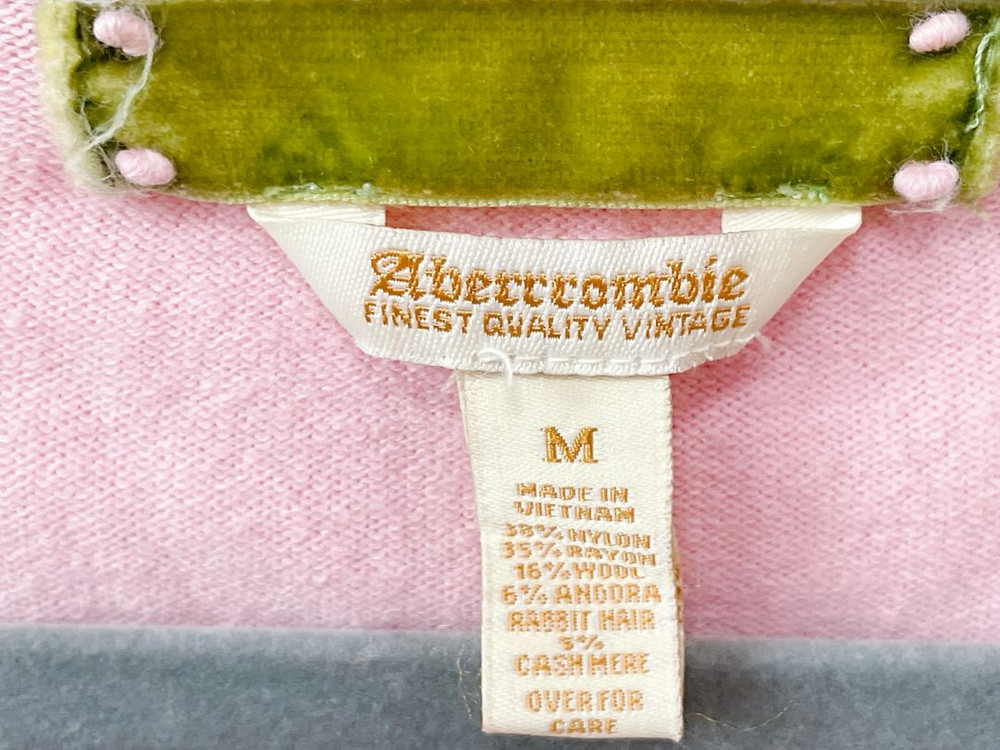 Abercrombie
FINEST QUALITY VINTAGE
M
MADE IN
VIETNAM
38% NYLON
35% RAYON
16% WOOL
6% ANGORA
RABBIT HAIR
5%
CASHMERE
OVER FOR
CARE